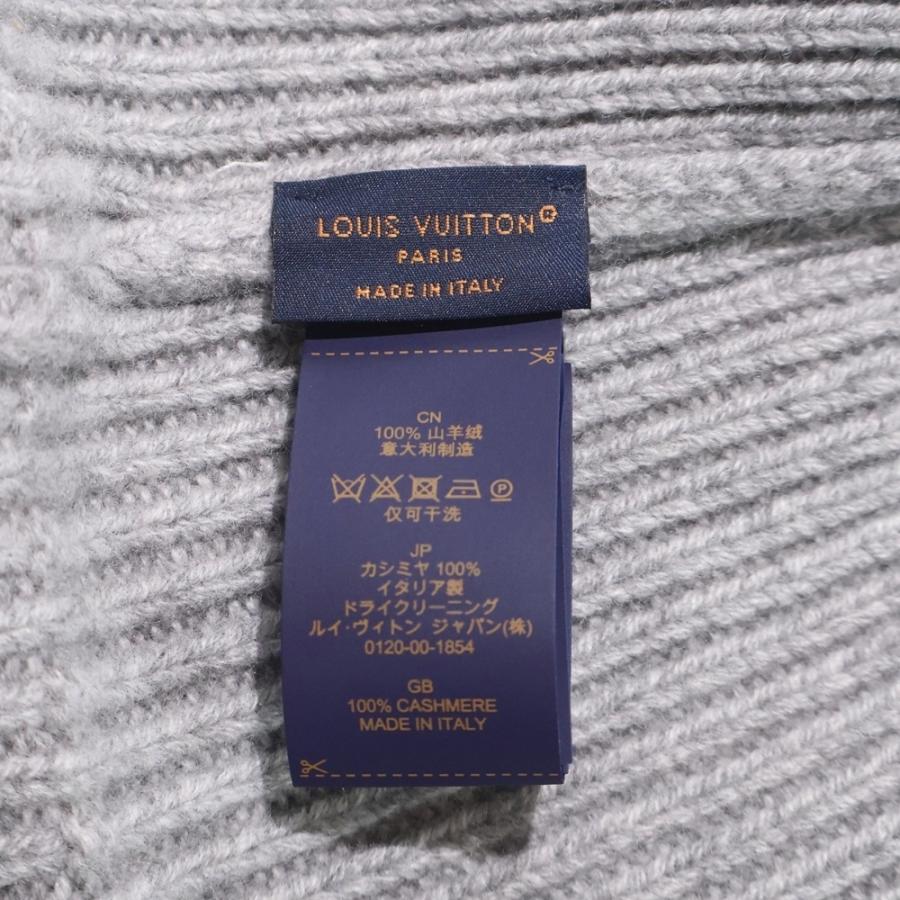 LOUIS VUITTON®
PARIS
MADE IN ITALY
CN
100% 山羊绒
意大利制造
P
仅可干洗
JP
カシミヤ 100%
イタリア製
ドライクリーニング
ルイ·ヴィトン ジャパン(株)
0120-00-1854
GB
100% CASHMERE
MADE IN ITALY